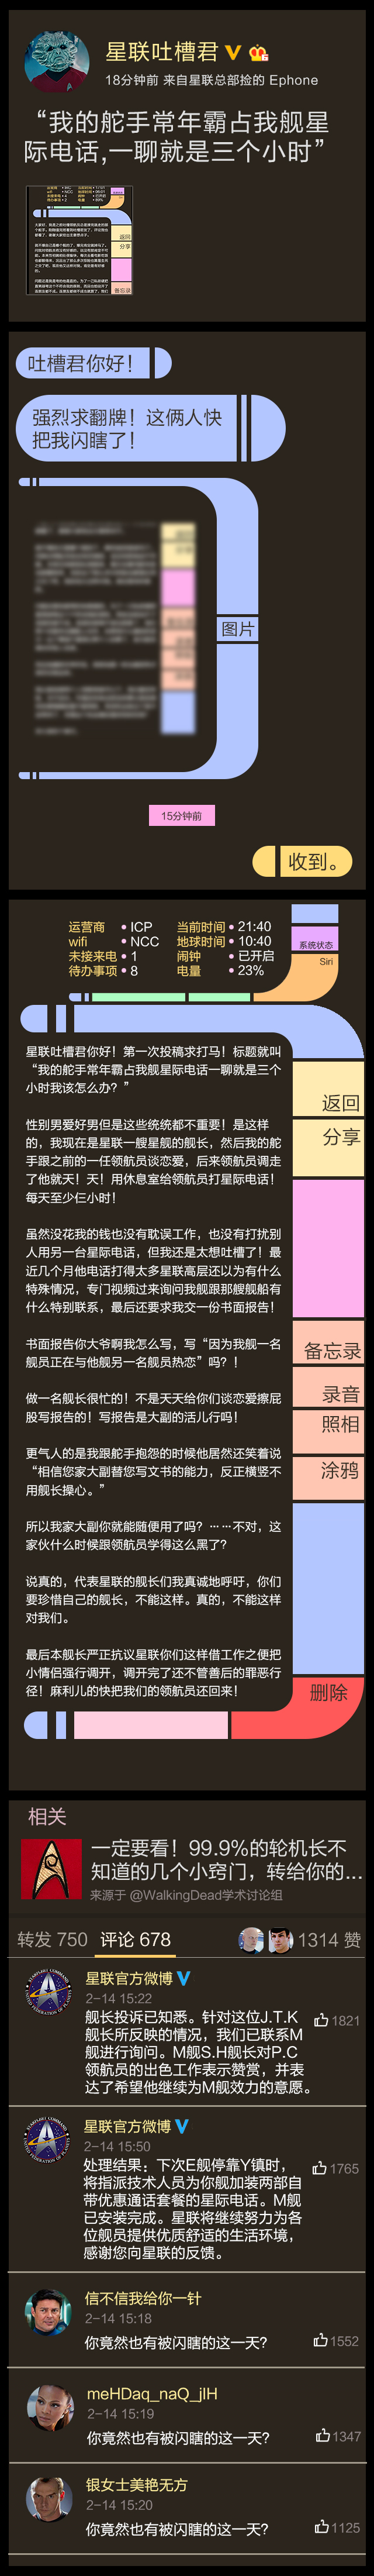 星联吐槽君
18分钟前 来自星联总部捡的 Ephone
“我的舵手常年霸占我舰星
际电话,一聊就是三个小时”
返回
分享
备忘录
吐槽君你好！
强烈求翻牌！这俩人快
把我闪瞎了！
图片
15分钟前
收到。
运营商 • ICP 当前时间 • 21:40
wifi • NCC 地球时间 • 10:40
未接来电 • 1 闹钟 • 已开启
待办事项 • 8 电量 • 23%
系统状态
Siri
星联吐槽君你好！第一次投稿求打马！标题就叫
“我的舵手常年霸占我舰星际电话一聊就是三个
小时我该怎么办？”
性别男爱好男但是这些统统都不重要！是这样
的，我现在是星联一艘星舰的舰长，然后我的舵
手跟之前的一任领航员谈恋爱，后来领航员调走
了他就天！天！用休息室给领航员打星际电话！
每天至少仨小时！
虽然没花我的钱也没有耽误工作，也没有打扰别
人用另一台星际电话，但我还是太想吐槽了！最
近几个月他电话打得太多星联高层还以为有什么
特殊情况，专门视频过来询问我舰跟那艘舰船有
什么特别联系，最后还要求我交一份书面报告！
书面报告你大爷啊我怎么写，写“因为我舰一名
舰员正在与他舰另一名舰员热恋”吗？！
做一名舰长很忙的！不是天天给你们谈恋爱擦屁
股写报告的！写报告是大副的活儿行吗！
更气人的是我跟舵手抱怨的时候他居然还笑着说
“相信您家大副替您写文书的能力，反正横竖不
用舰长操心。”
所以我家大副你就能随便用了吗？……不对，这
家伙什么时候跟领航员学得这么黑了？
说真的，代表星联的舰长们我真诚地呼吁，你们
要珍惜自己的舰长，不能这样。真的，不能这样
对我们。
最后本舰长严正抗议星联你们这样借工作之便把
小情侣强行调开，调开完了还不管善后的罪恶行
径！麻利儿的快把我们的领航员还回来！
返回
分享
备忘录
录音
照相
涂鸦
删除
相关
一定要看！99.9%的轮机长不
知道的几个小窍门，转给你的...
来源于 @WalkingDead学术讨论组
转发 750 评论 678 1314 赞
星联官方微博
2-14 15:22
舰长投诉已知悉。针对这位J.T.K
舰长所反映的情况，我们已联系M
舰进行询问。M舰S.H舰长对P.C
领航员的出色工作表示赞赏，并表
达了希望他继续为M舰效力的意愿。
1821
星联官方微博
2-14 15:50
处理结果：下次E舰停靠Y镇时，
将指派技术人员为你舰加装两部自
带优惠通话套餐的星际电话。M舰
已安装完成。星联将继续努力为各
位舰员提供优质舒适的生活环境，
感谢您向星联的反馈。
1765
信不信我给你一针
2-14 15:18
你竟然也有被闪瞎的这一天？
1552
meHDaq_naQ_jIH
2-14 15:19
你竟然也有被闪瞎的这一天？
1347
银女士美艳无方
2-14 15:20
你竟然也有被闪瞎的这一天？
1125